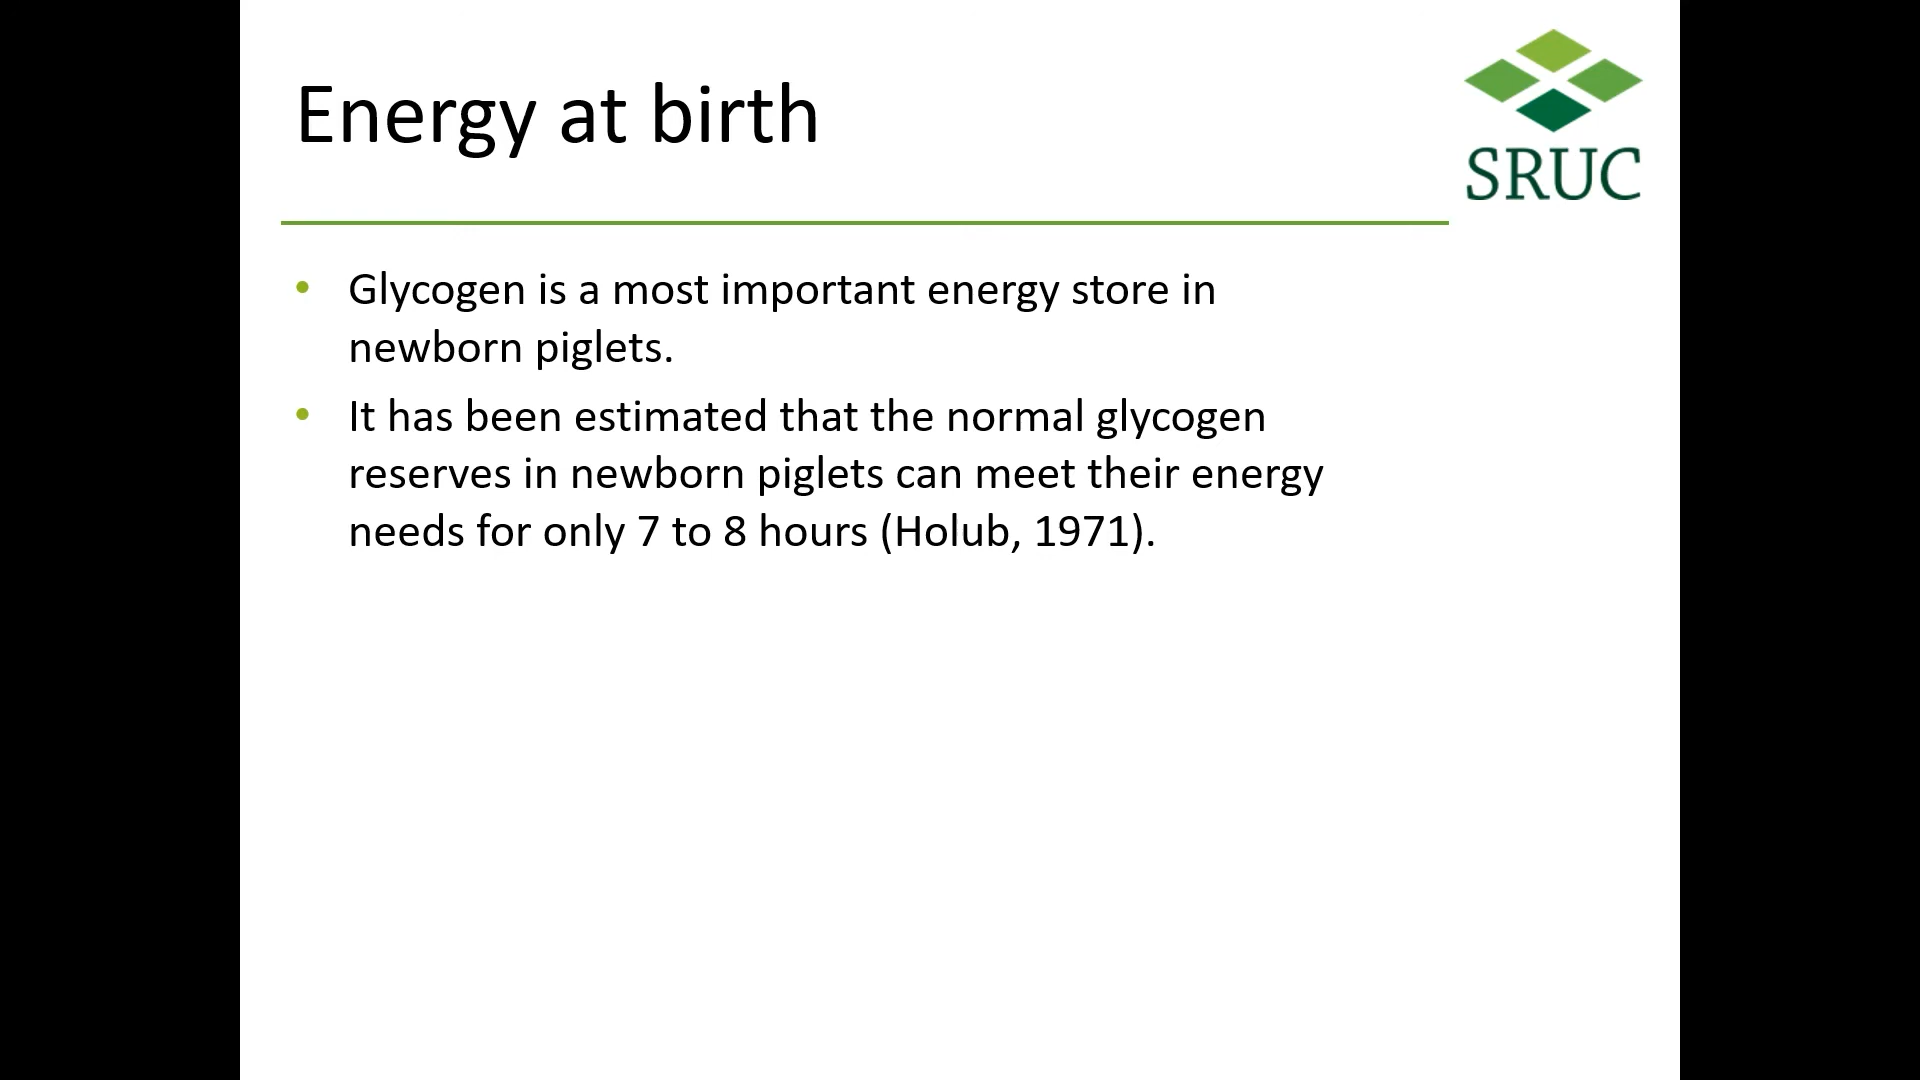 Energy at birth
SRUC
• Glycogen is a most important energy store in
newborn piglets.
• It has been estimated that the normal glycogen
reserves in newborn piglets can meet their energy
needs for only 7 to 8 hours (Holub, 1971).